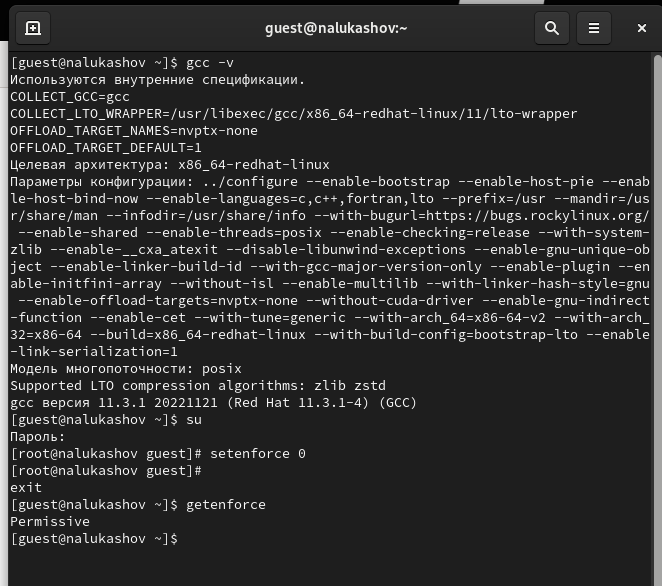 guest@nalukashov:~
[guest@nalukashov ~]$ gcc -v
Используются внутренние спецификации.
COLLECT_GCC=gcc
COLLECT_LTO_WRAPPER=/usr/libexec/gcc/x86_64-redhat-linux/11/lto-wrapper
OFFLOAD_TARGET_NAMES=nvptx-none
OFFLOAD_TARGET_DEFAULT=1
Целевая архитектура: x86_64-redhat-linux
Параметры конфигурации: ../configure --enable-bootstrap --enable-host-pie --enab
le-host-bind-now --enable-languages=c,c++,fortran,lto --prefix=/usr --mandir=/us
r/share/man --infodir=/usr/share/info --with-bugurl=https://bugs.rockylinux.org/
 --enable-shared --enable-threads=posix --enable-checking=release --with-system-
zlib --enable-__cxa_atexit --disable-libunwind-exceptions --enable-gnu-unique-ob
ject --enable-linker-build-id --with-gcc-major-version-only --enable-plugin --en
able-initfini-array --without-isl --enable-multilib --with-linker-hash-style=gnu
 --enable-offload-targets=nvptx-none --without-cuda-driver --enable-gnu-indirect
-function --enable-cet --with-tune=generic --with-arch_64=x86-64-v2 --with-arch_
32=x86-64 --build=x86_64-redhat-linux --with-build-config=bootstrap-lto --enable
-link-serialization=1
Модель многопоточности: posix
Supported LTO compression algorithms: zlib zstd
gcc версия 11.3.1 20221121 (Red Hat 11.3.1-4) (GCC)
[guest@nalukashov ~]$ su
Пароль:
[root@nalukashov guest]# setenforce 0
[root@nalukashov guest]#
exit
[guest@nalukashov ~]$ getenforce
Permissive
[guest@nalukashov ~]$